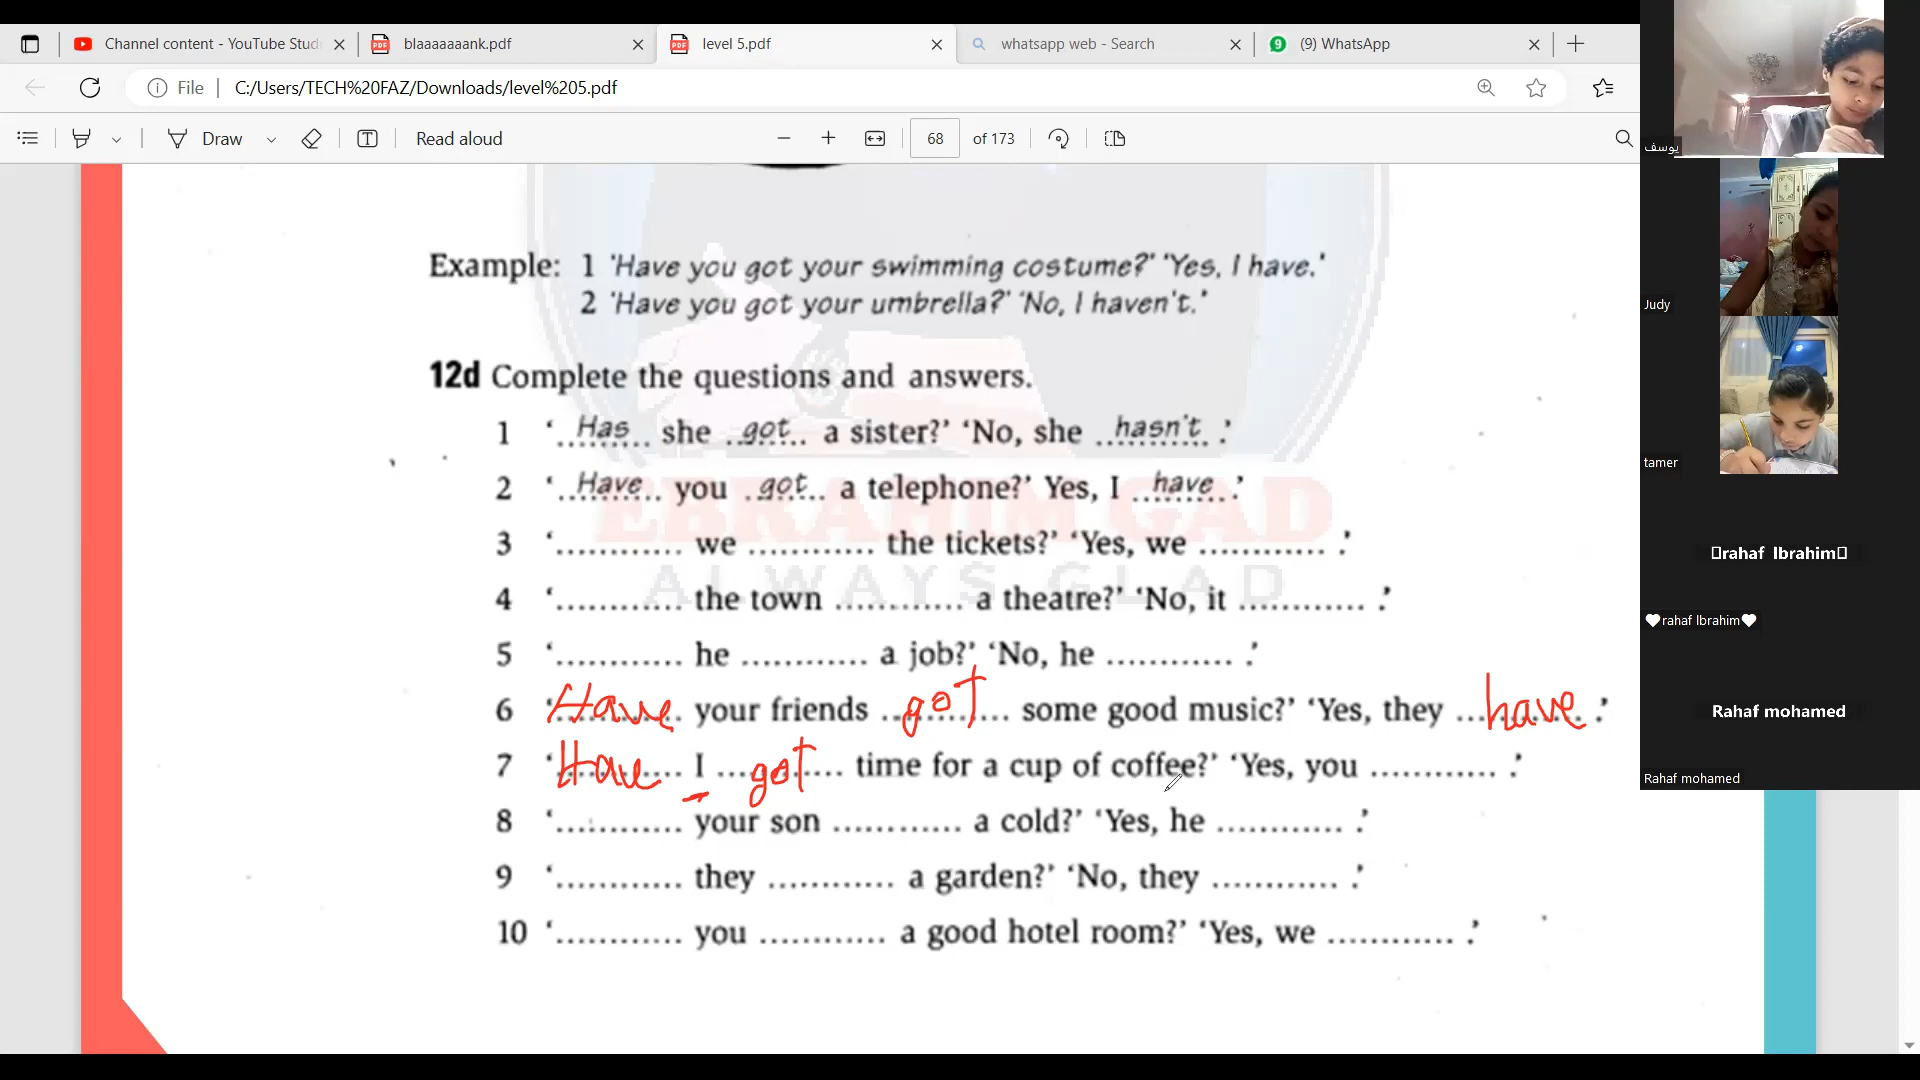 Channel content - YouTube Stud
blaaaaaaank.pdf
level 5.pdf
whatsapp web - Search
(9) WhatsApp
File
C:/Users/TECH%20FAZ/Downloads/level%205.pdf
Draw
Read aloud
68 of 173
Example: 1 'Have you got your swimming costume?' 'Yes, I have.'
2 'Have you got your umbrella?' 'No, I haven't.'
12d Complete the questions and answers.
1 '..Has.. she ..got.. a sister?' 'No, she ..hasn't..'
2 '..Have.. you ..got.. a telephone?' Yes, I ..have..'
3 '............ we ............ the tickets?' 'Yes, we .............'
4 '............ the town ............ a theatre?' 'No, it .............'
5 '............ he ............ a job?' 'No, he .............'
6 'Have your friends got some good music?' 'Yes, they have.'
7 'Have I got time for a cup of coffee?' 'Yes, you .............'
8 '............ your son ............ a cold?' 'Yes, he .............'
9 '............ they ............ a garden?' 'No, they .............'
10 '............ you ............ a good hotel room?' 'Yes, we .............'
EBRAHIM GAD
ALWAYS GLAD
يوسف
Judy
tamer
rahaf Ibrahim
🤍rahaf Ibrahim🤍
Rahaf mohamed
Rahaf mohamed